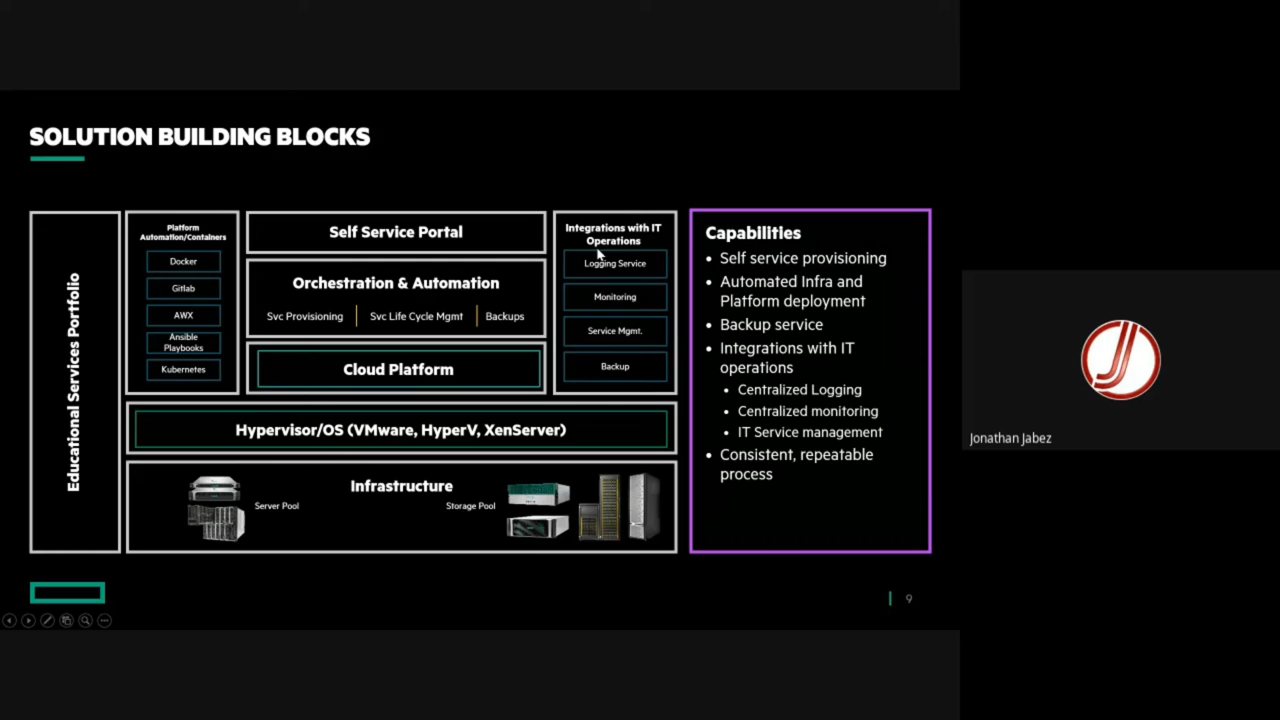 SOLUTION BUILDING BLOCKS
Educational Services Portfolio
Platform
Automation/Containers
Docker
Gitlab
AWX
Ansible
Playbooks
Kubernetes
Self Service Portal
Orchestration & Automation
Svc Provisioning
Svc Life Cycle Mgmt
Backups
Cloud Platform
Integrations with IT
Operations
Logging Service
Monitoring
Service Mgmt.
Backup
Hypervisor/OS (VMware, HyperV, XenServer)
Infrastructure
Server Pool
Storage Pool
Capabilities
• Self service provisioning
• Automated Infra and
Platform deployment
• Backup service
• Integrations with IT
operations
• Centralized Logging
• Centralized monitoring
• IT Service management
• Consistent, repeatable
process
9
Jonathan Jabez